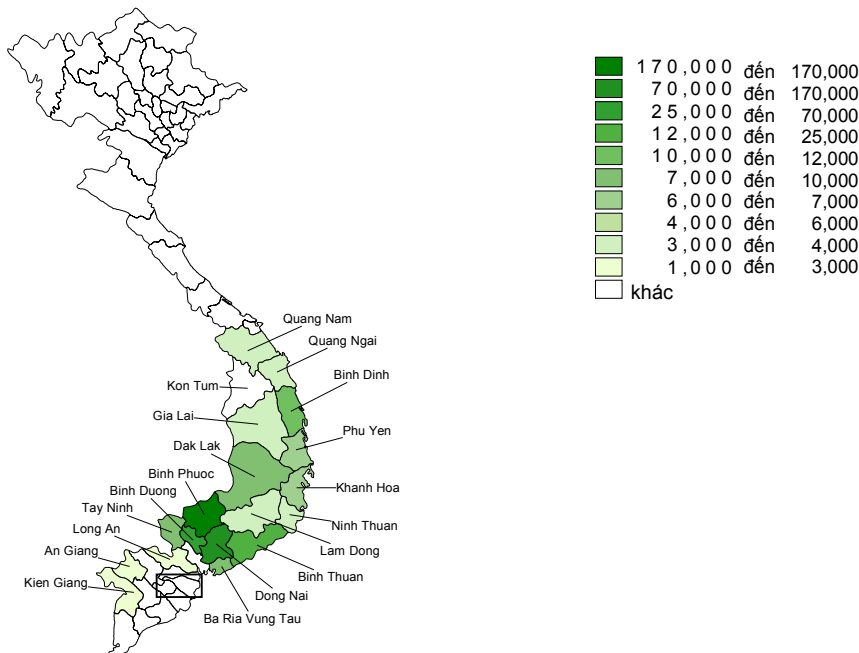 170,000 đến 170,000
70,000 đến 170,000
25,000 đến 70,000
12,000 đến 25,000
10,000 đến 12,000
7,000 đến 10,000
6,000 đến 7,000
4,000 đến 6,000
3,000 đến 4,000
1,000 đến 3,000
khác
Quang Nam
Quang Ngai
Binh Dinh
Kon Tum
Gia Lai
Phu Yen
Dak Lak
Binh Phuoc
Khanh Hoa
Binh Duong
Tay Ninh
Ninh Thuan
Long An
Lam Dong
An Giang
Binh Thuan
Kien Giang
Dong Nai
Ba Ria Vung Tau